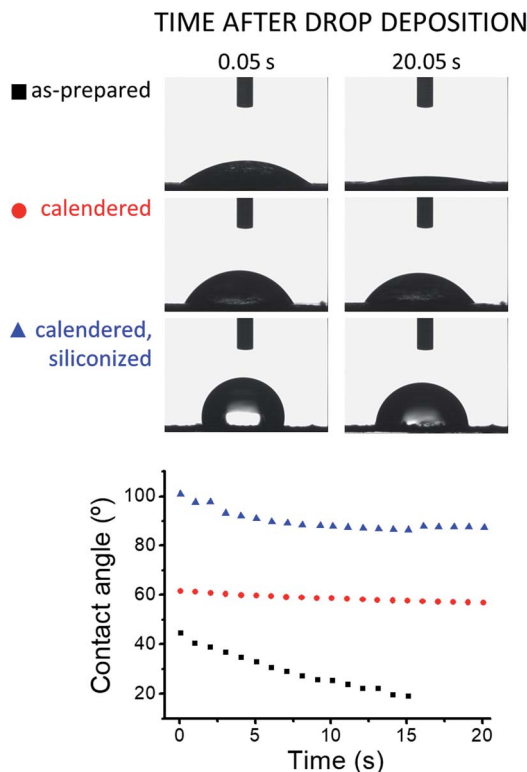 TIME AFTER DROP DEPOSITION
0.05 s 20.05 s
as-prepared
calendered
calendered,
siliconized
100
80
60
40
20
0 5 10 15 20
Contact angle (º)
Time (s)